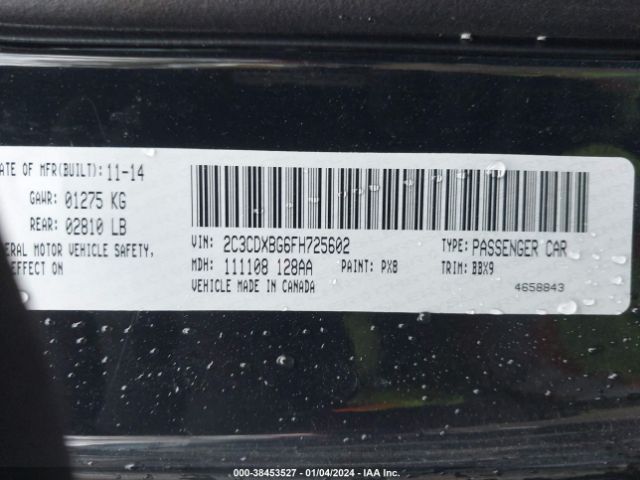 ATE OF MFR(BUILT): 11-14
GAWR: 01275 KG
REAR: 02810 LB
ERAL MOTOR VEHICLE SAFETY,
EFFECT ON
VIN: 2C3CDXBG6FH725602
TYPE: PASSENGER CAR
MDH: 111108 128AA
PAINT: PX8
TRIM: BBX9
VEHICLE MADE IN CANADA
4658843
000-38453527 - 01/04/2024 - IAA Inc.